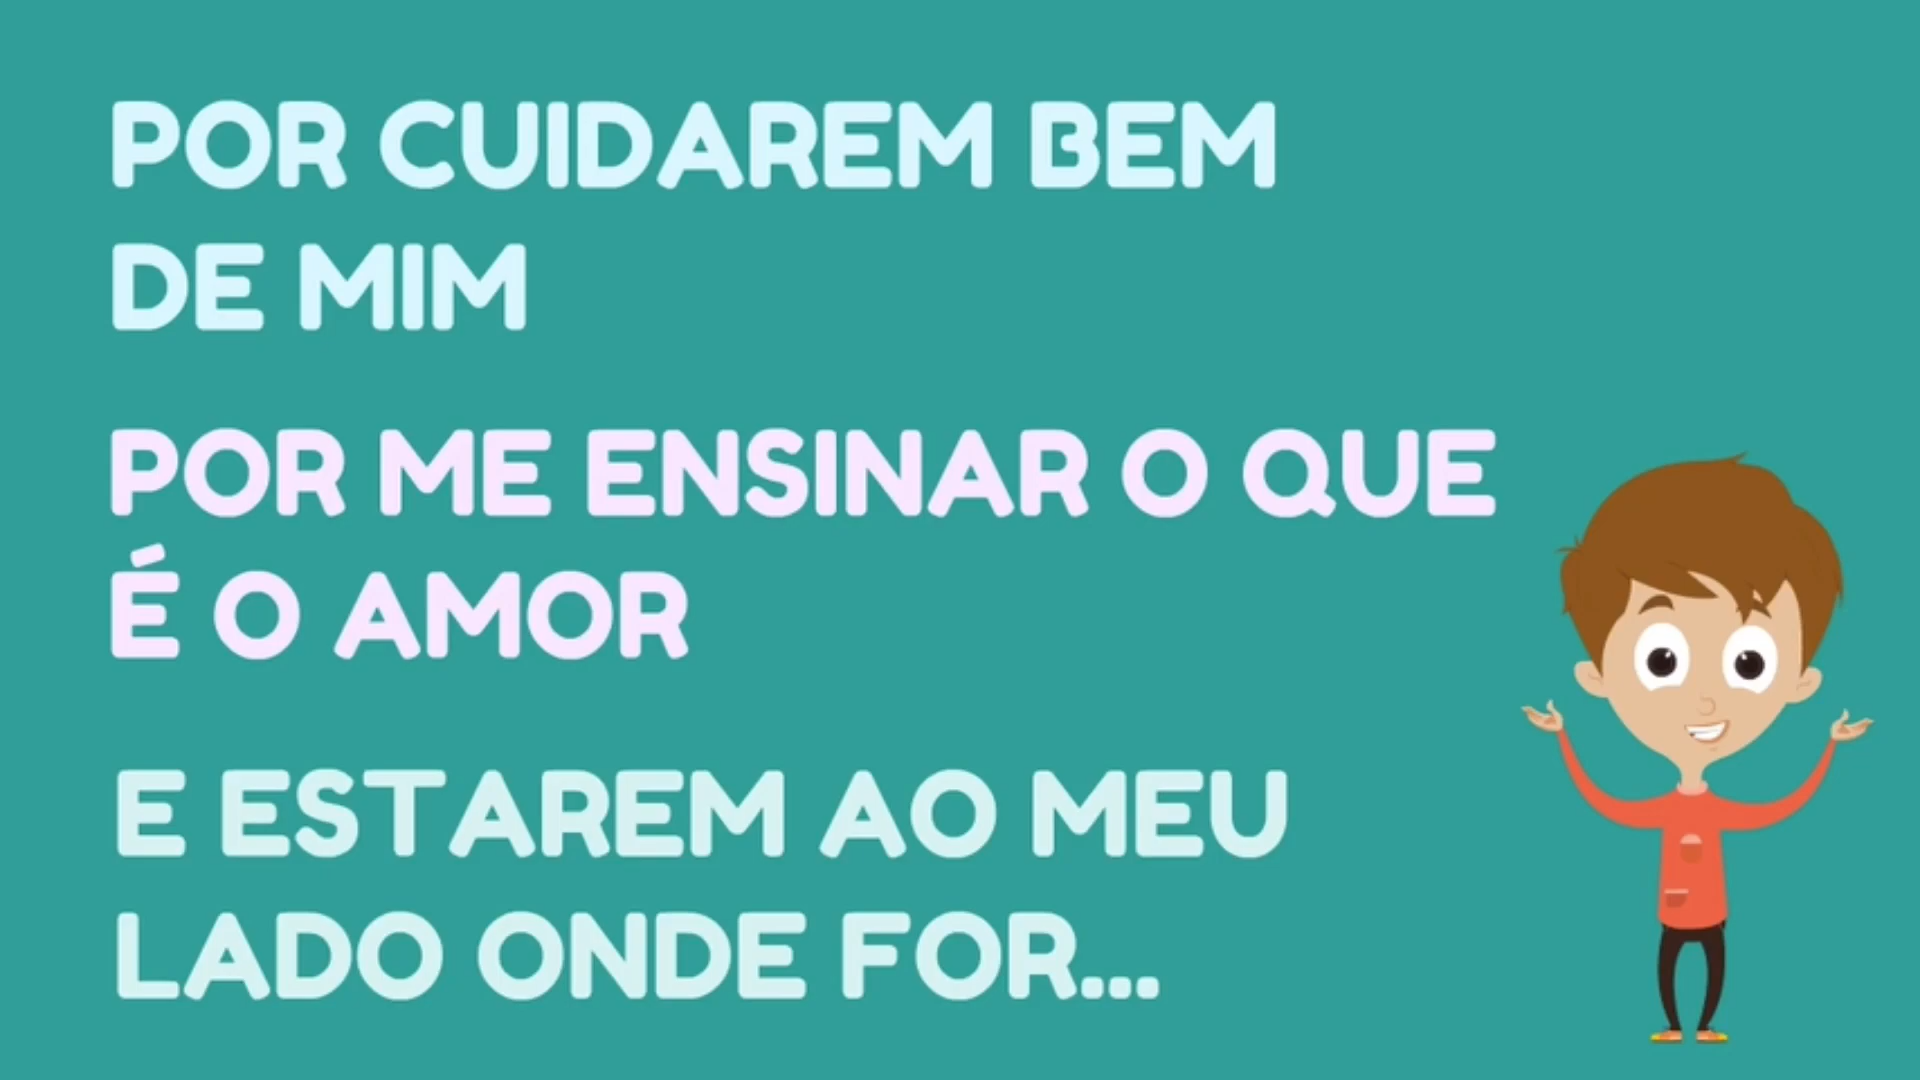 POR CUIDAREM BEM
DE MIM
POR ME ENSINAR O QUE
É O AMOR
E ESTAREM AO MEU
LADO ONDE FOR...